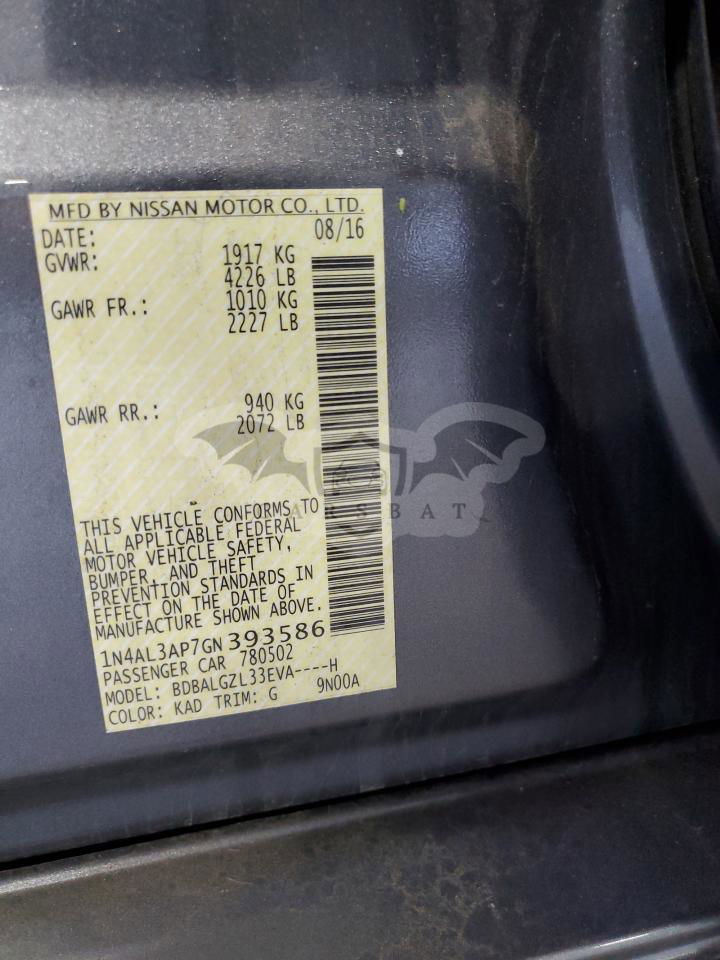 MFD BY NISSAN MOTOR CO., LTD.
DATE: 08/16
GVWR: 1917 KG
4226 LB
GAWR FR.: 1010 KG
2227 LB
GAWR RR.: 940 KG
2072 LB
THIS VEHICLE CONFORMS TO
ALL APPLICABLE FEDERAL
MOTOR VEHICLE SAFETY,
BUMPER, AND THEFT
PREVENTION STANDARDS IN
EFFECT ON THE DATE OF
MANUFACTURE SHOWN ABOVE.
1N4AL3AP7GN393586
PASSENGER CAR 780502
MODEL: BDBALGZL33EVA----H
COLOR: KAD TRIM: G 9N00A
CARSBAT